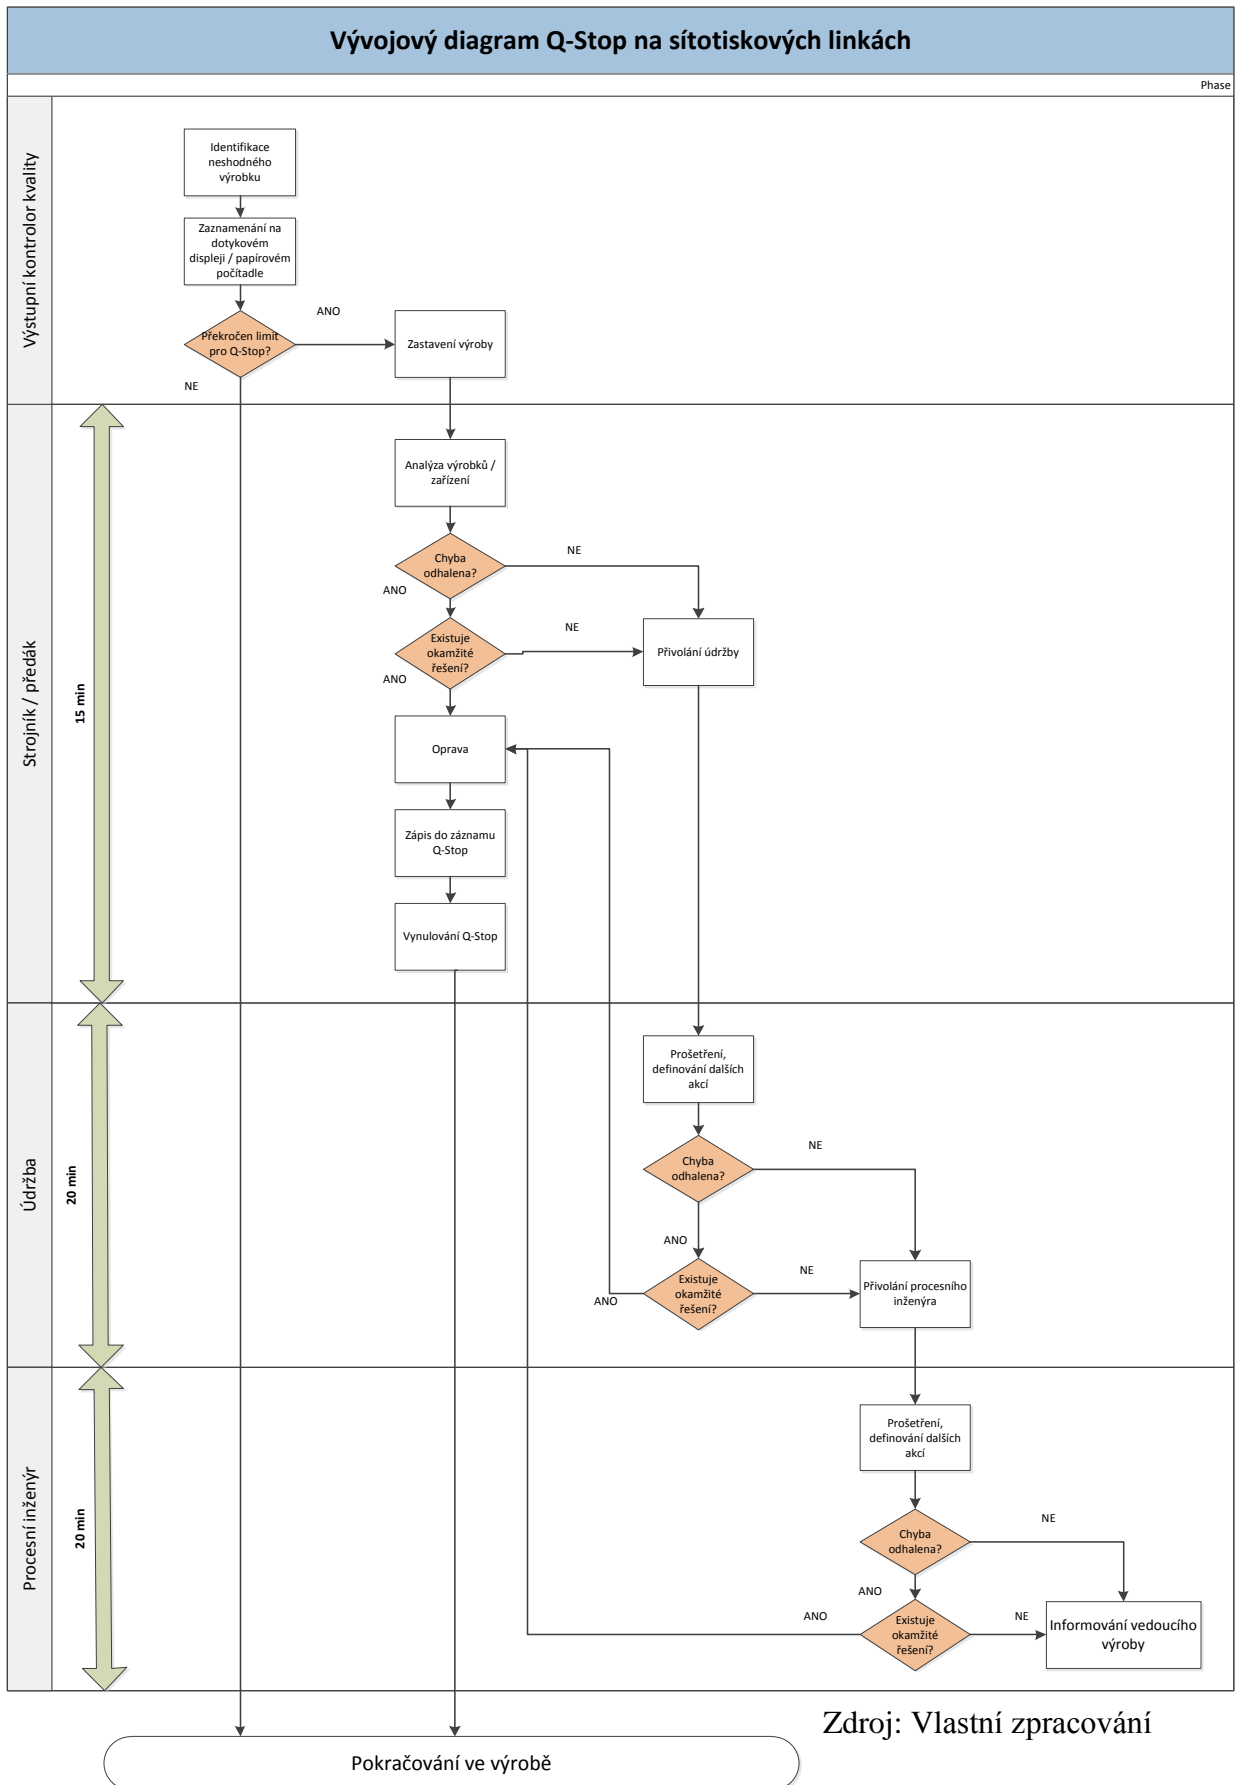 Vývojový diagram Q-Stop na sítotiskových linkách
Phase
Výstupní kontrolor kvality
Identifikace
neshodného
výrobku
Zaznamenání na
dotykovém
displeji / papírovém
počítadle
Překročen limit
pro Q-Stop?
ANO
NE
Zastavení výroby
Strojník / předák
15 min
Analýza výrobků /
zařízení
Chyba
odhalena?
NE
ANO
Existuje
okamžité
řešení?
NE
ANO
Přivolání údržby
Oprava
Zápis do záznamu
Q-Stop
Vynulování Q-Stop
Údržba
20 min
Prošetření,
definování dalších
akcí
Chyba
odhalena?
NE
ANO
Existuje
okamžité
řešení?
NE
ANO
Přivolání procesního
inženýra
Procesní inženýr
20 min
Prošetření,
definování dalších
akcí
Chyba
odhalena?
NE
ANO
Existuje
okamžité
řešení?
ANO
NE
Informování vedoucího
výroby
Zdroj: Vlastní zpracování
Pokračování ve výrobě